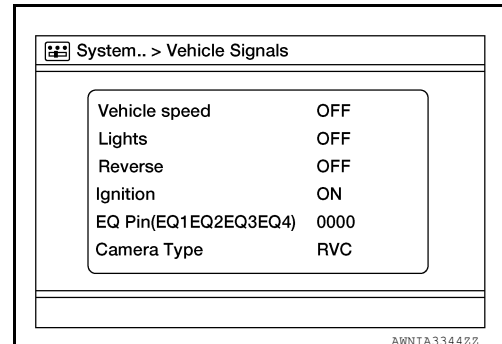 System.. > Vehicle Signals
Vehicle speed OFF
Lights OFF
Reverse OFF
Ignition ON
EQ Pin(EQ1EQ2EQ3EQ4) 0000
Camera Type RVC
AWNIA3344ZZ